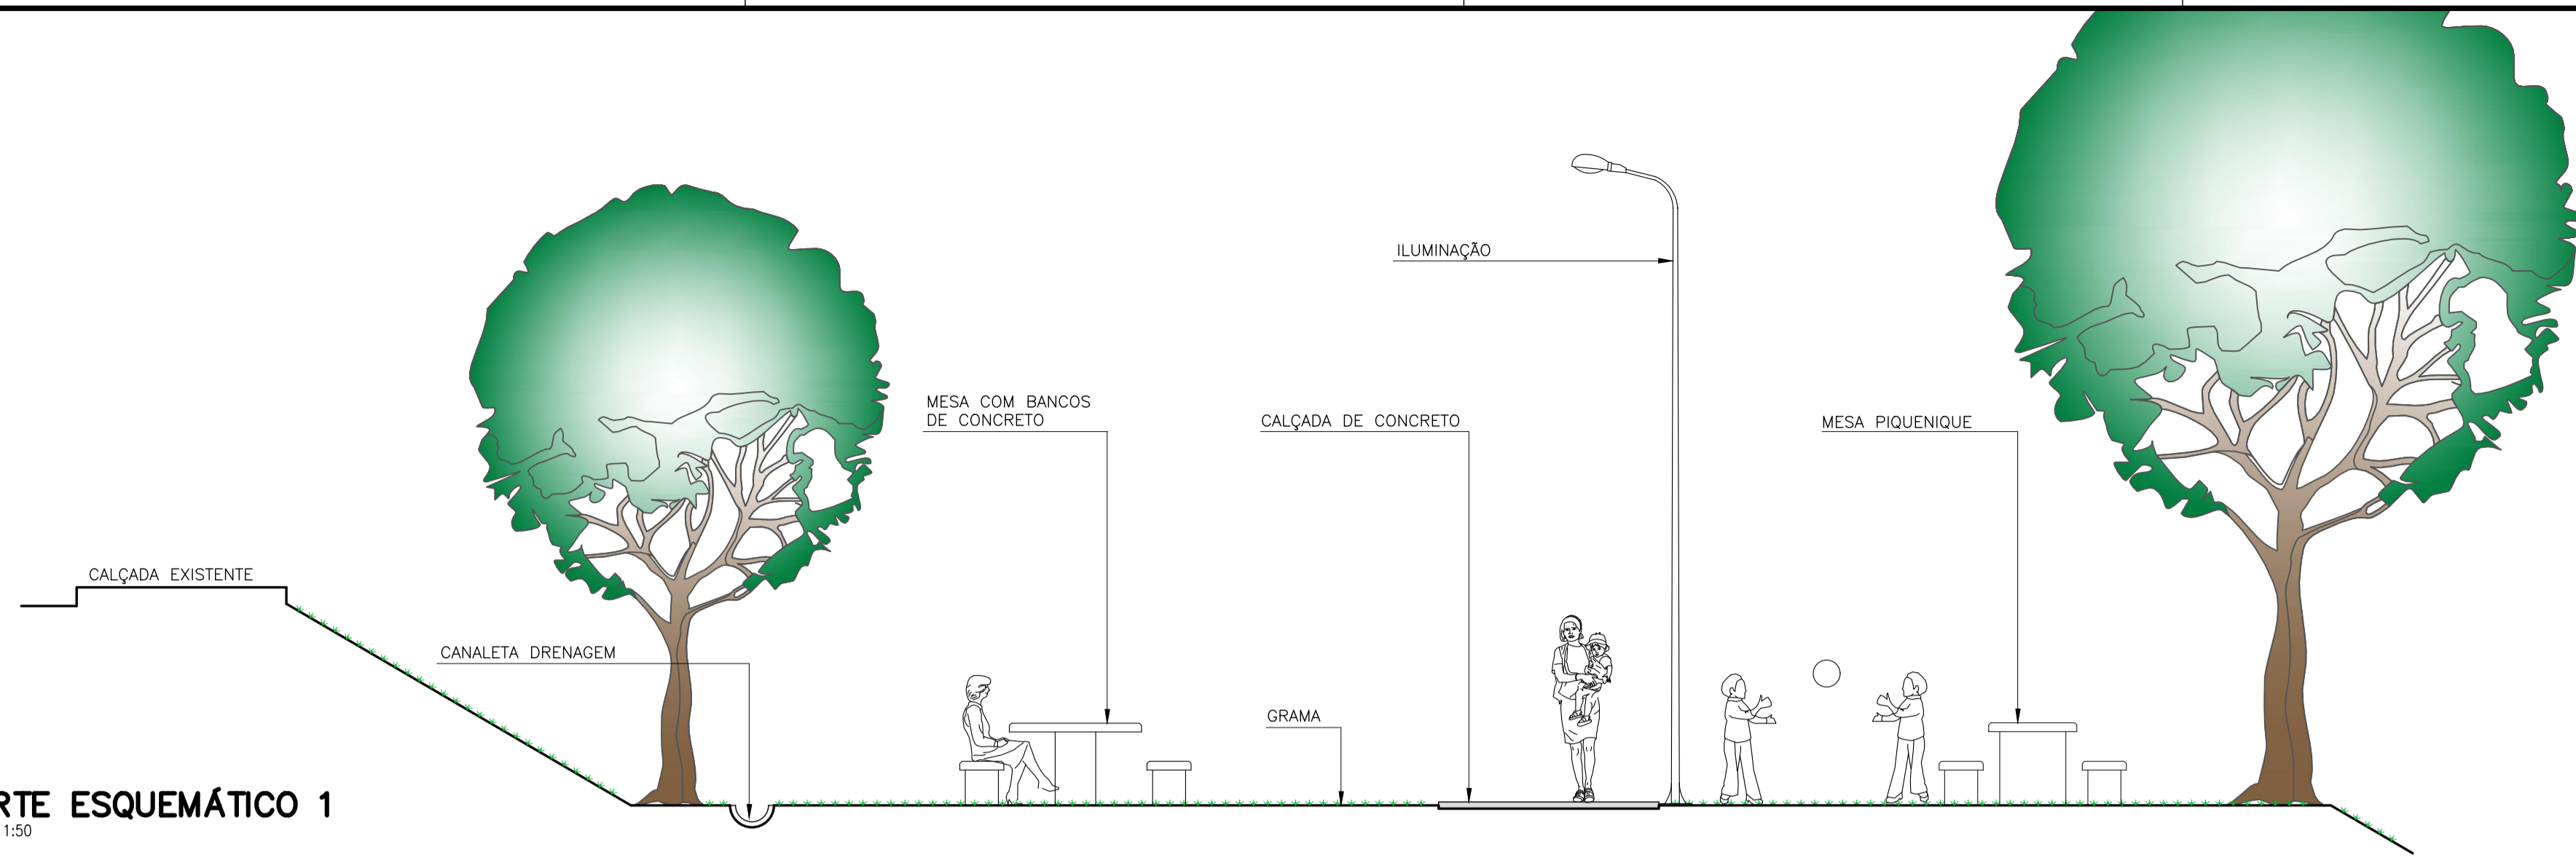 ILUMINAÇÃO
MESA COM BANCOS
DE CONCRETO
CALÇADA DE CONCRETO
MESA PIQUENIQUE
CALÇADA EXISTENTE
CANALETA DRENAGEM
GRAMA
RTE ESQUEMÁTICO 1
1:50